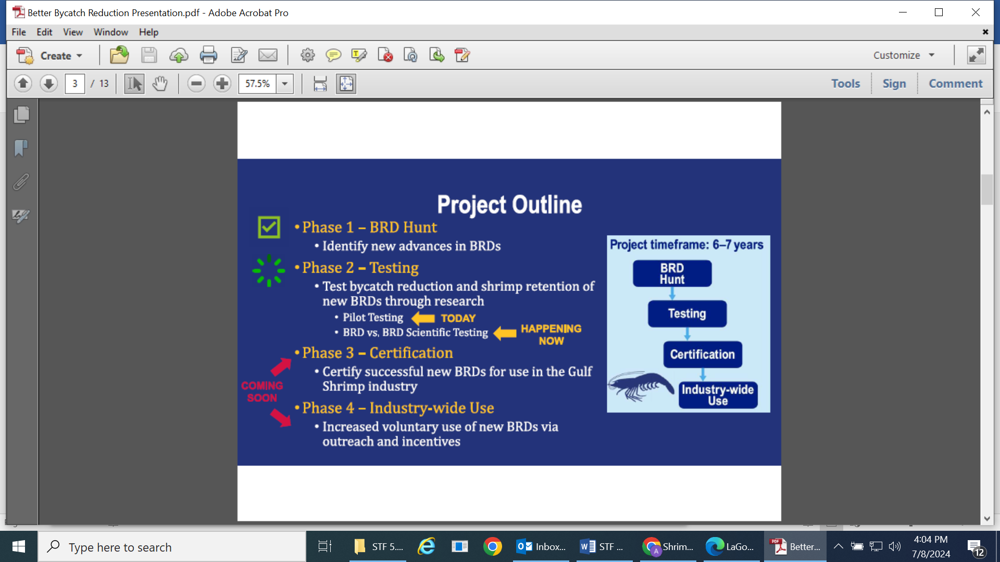 Better Bycatch Reduction Presentation.pdf - Adobe Acrobat Pro
File Edit View Window Help
Create
Customize
3 / 13
57.5%
Tools Sign Comment
Project Outline
• Phase 1 – BRD Hunt
• Identify new advances in BRDs
• Phase 2 – Testing
• Test bycatch reduction and shrimp retention of
new BRDs through research
• Pilot Testing
TODAY
• BRD vs. BRD Scientific Testing
HAPPENING
NOW
• Phase 3 – Certification
• Certify successful new BRDs for use in the Gulf
Shrimp industry
COMING
SOON
• Phase 4 – Industry-wide Use
• Increased voluntary use of new BRDs via
outreach and incentives
Project timeframe: 6–7 years
BRD
Hunt
Testing
Certification
Industry-wide
Use
Type here to search
STF 5....
Inbox...
STF ...
Shrim...
LaGo...
Better...
4:04 PM
7/8/2024
12